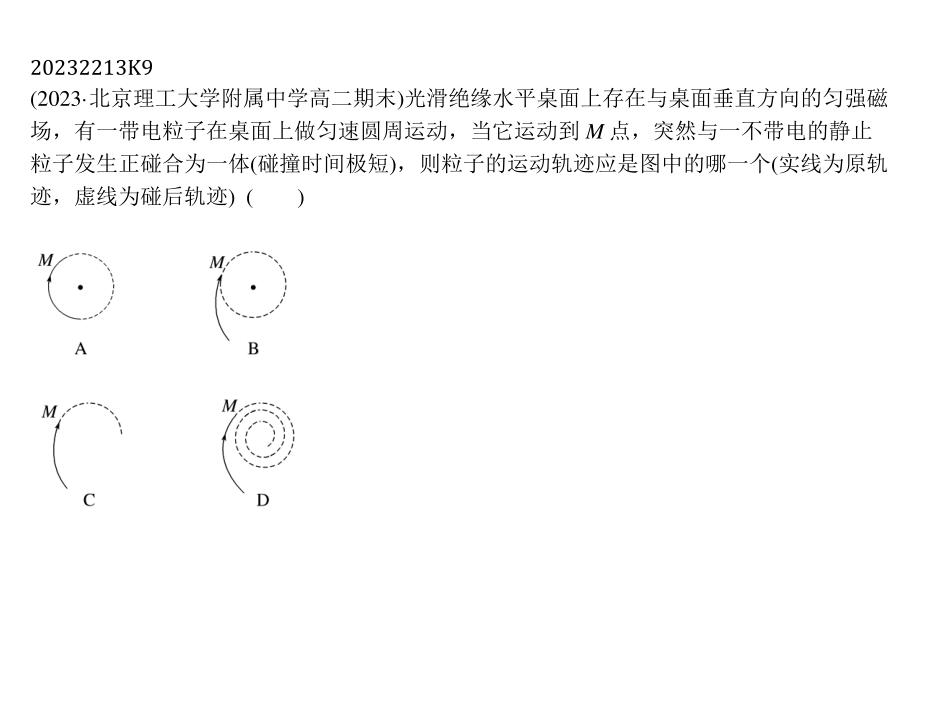 20232213K9
(2023·北京理工大学附属中学高二期末)光滑绝缘水平桌面上存在与桌面垂直方向的匀强磁
场，有一带电粒子在桌面上做匀速圆周运动，当它运动到 M 点，突然与一不带电的静止
粒子发生正碰合为一体(碰撞时间极短)，则粒子的运动轨迹应是图中的哪一个(实线为原轨
迹，虚线为碰后轨迹) (　　)
M M
A B
M M
C D